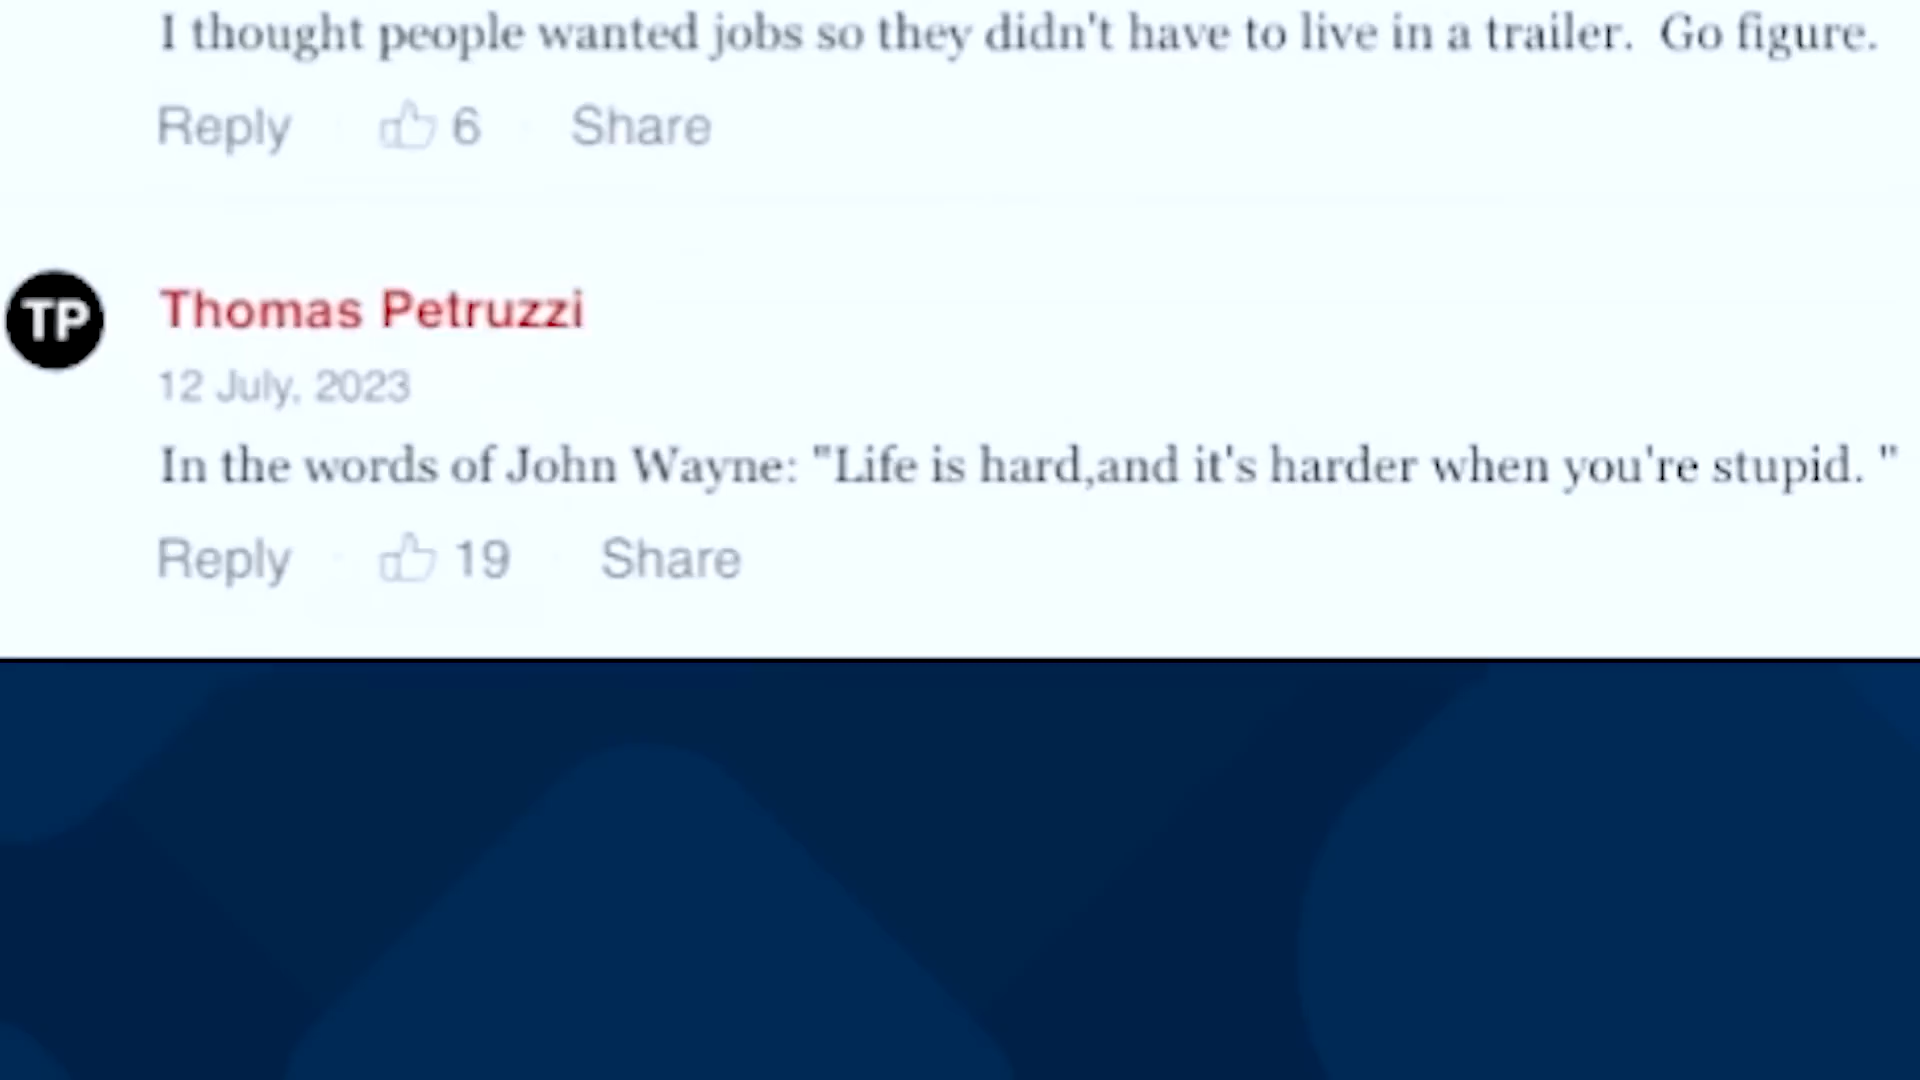 I thought people wanted jobs so they didn't have to live in a trailer.  Go figure.
Reply 6 Share
TP
Thomas Petruzzi
12 July, 2023
In the words of John Wayne: "Life is hard,and it's harder when you're stupid. "
Reply 19 Share